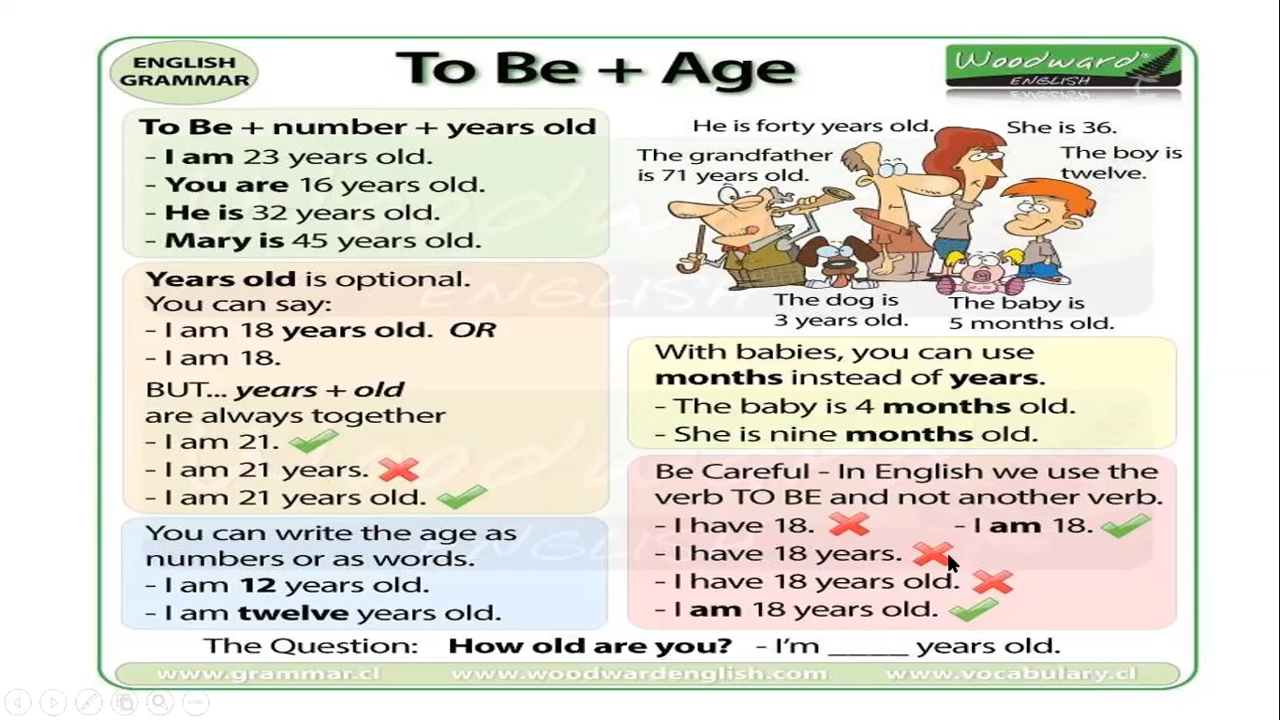 ENGLISH
GRAMMAR
To Be + Age
Woodward
ENGLISH
To Be + number + years old
- I am 23 years old.
- You are 16 years old.
- He is 32 years old.
- Mary is 45 years old.
Years old is optional.
You can say:
- I am 18 years old. OR
- I am 18.
BUT... years + old
are always together
- I am 21.
- I am 21 years.
- I am 21 years old.
You can write the age as
numbers or as words.
- I am 12 years old.
- I am twelve years old.
He is forty years old.
She is 36.
The grandfather
is 71 years old.
The boy is
twelve.
The dog is
3 years old.
The baby is
5 months old.
With babies, you can use
months instead of years.
- The baby is 4 months old.
- She is nine months old.
Be Careful - In English we use the
verb TO BE and not another verb.
- I have 18. - I am 18.
- I have 18 years.
- I have 18 years old.
- I am 18 years old.
The Question: How old are you? - I'm ____ years old.
www.grammar.cl www.woodwardenglish.com www.vocabulary.cl